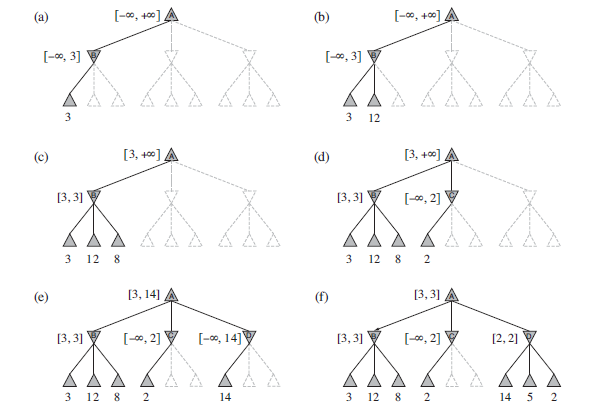 (a) [−∞, +∞] A
[−∞, 3] B
3
(b) [−∞, +∞] A
[−∞, 3] B
3 12
(c) [3, +∞] A
[3, 3] B
3 12 8
(d) [3, +∞] A
[3, 3] B [−∞, 2] C
3 12 8 2
(e) [3, 14] A
[3, 3] B [−∞, 2] C [−∞, 14] D
3 12 8 2 14
(f) [3, 3] A
[3, 3] B [−∞, 2] C [2, 2] D
3 12 8 2 14 5 2